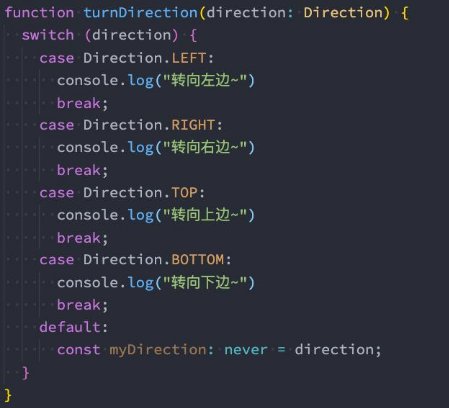 function turnDirection(direction: Direction) {
  switch (direction) {
    case Direction.LEFT:
      console.log("转向左边~")
      break;
    case Direction.RIGHT:
      console.log("转向右边~")
      break;
    case Direction.TOP:
      console.log("转向上边~")
      break;
    case Direction.BOTTOM:
      console.log("转向下边~")
      break;
    default:
      const myDirection: never = direction;
  }
}